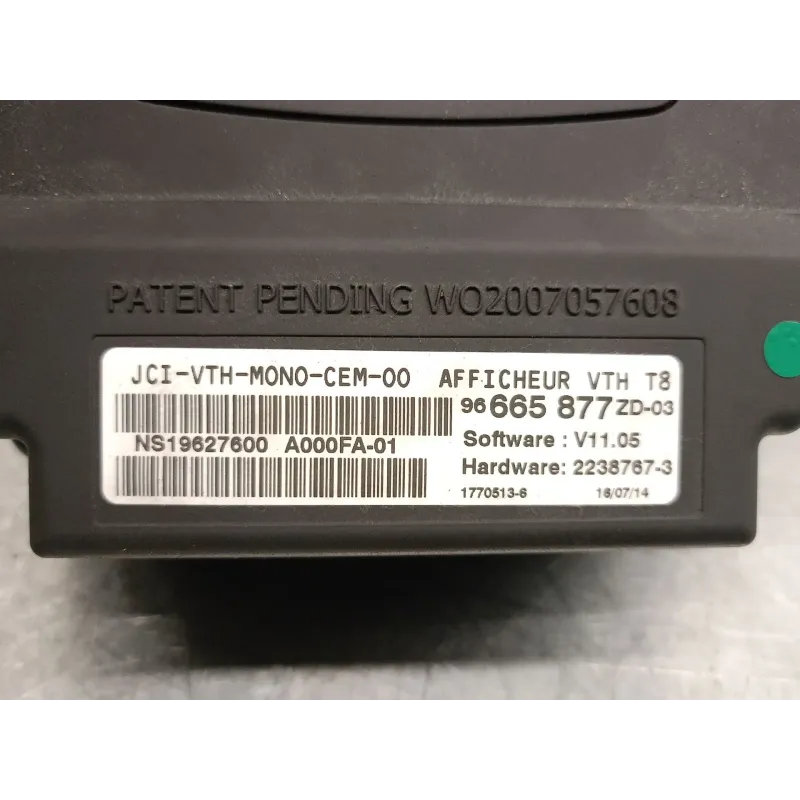 PATENT PENDING WO2007057608
JCI-VTH-MONO-CEM-00 AFFICHEUR VTH T8
96 665 877 ZD-03
NS19627600 A000FA-01 Software : V11.05
Hardware: 2238767-3
1770513-6 16/07/14